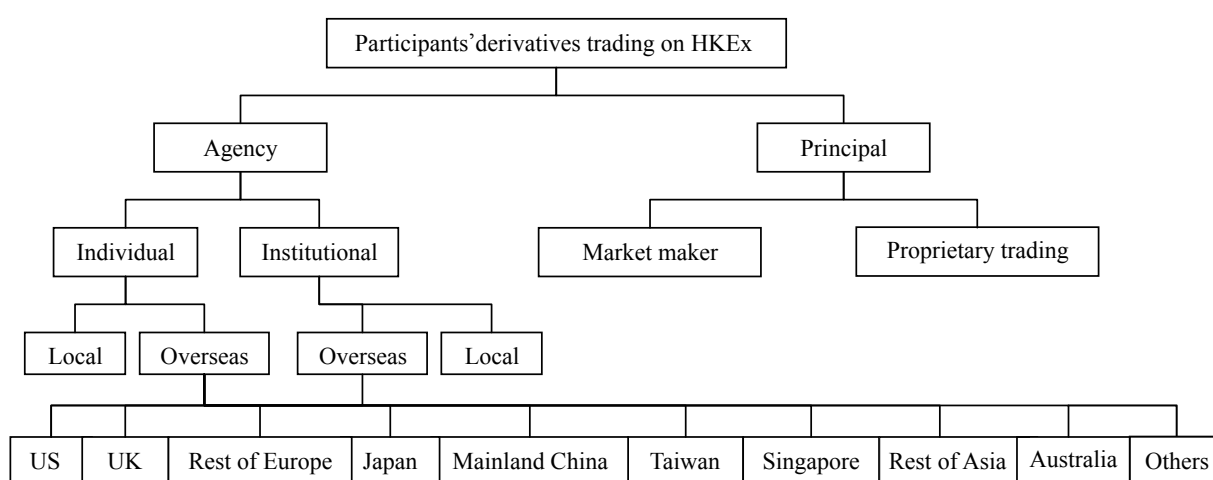 Participants’derivatives trading on HKEx
Agency
Principal
Individual
Institutional
Market maker
Proprietary trading
Local
Overseas
Overseas
Local
US
UK
Rest of Europe
Japan
Mainland China
Taiwan
Singapore
Rest of Asia
Australia
Others